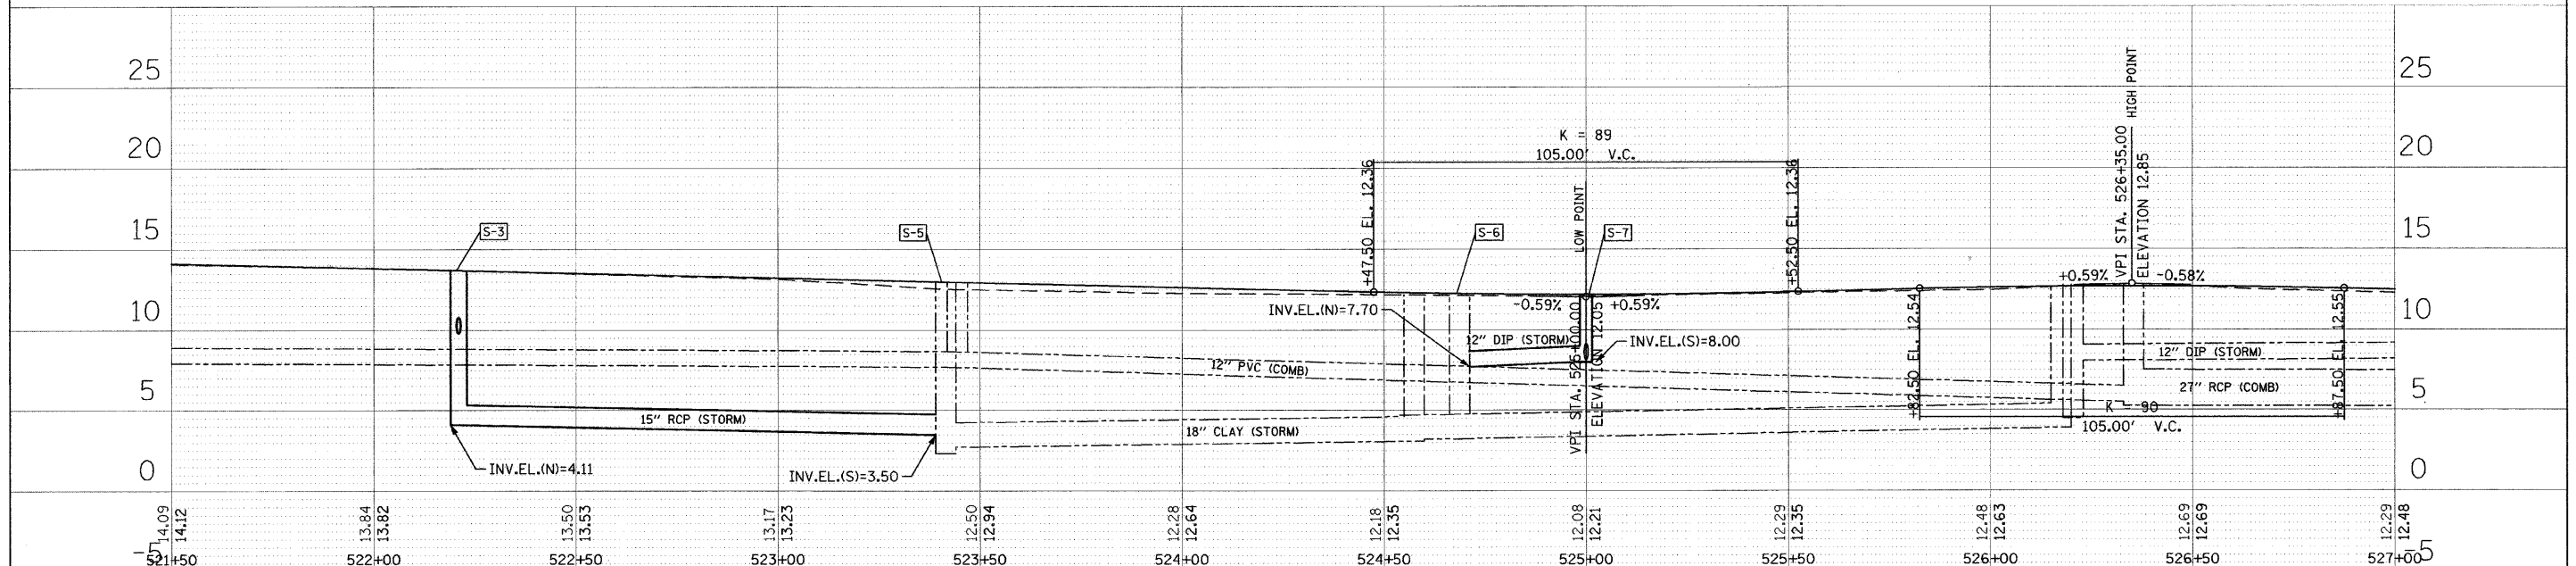 25
25
HIGH POINT
VPI STA. 526+35.00
ELEVATION 12.85
20
20
K = 89
105.00' V.C.
+47.50 EL. 12.36
+52.50 EL. 12.36
LOW POINT
15
15
S-3
S-5
S-6
S-7
+0.59%
-0.58%
10
10
INV.EL.(N)=7.70
-0.59%
+0.59%
12" DIP (STORM)
INV.EL.(S)=8.00
VPI STA. 525+00.00
ELEVATION 12.05
+82.50 EL. 12.54
+87.50 EL. 12.55
12" DIP (STORM)
12" PVC (COMB)
27" RCP (COMB)
5
5
K = 90
105.00' V.C.
15" RCP (STORM)
18" CLAY (STORM)
0
0
INV.EL.(N)=4.11
INV.EL.(S)=3.50
14.09 13.84 13.50 13.17 12.50 12.28 12.18 12.08 12.29 12.48 12.69 12.29
14.12 13.82 13.53 13.23 12.94 12.64 12.35 12.21 12.35 12.63 12.69 12.48
-5
-5
521+50 522+00 522+50 523+00 523+50 524+00 524+50 525+00 525+50 526+00 526+50 527+00